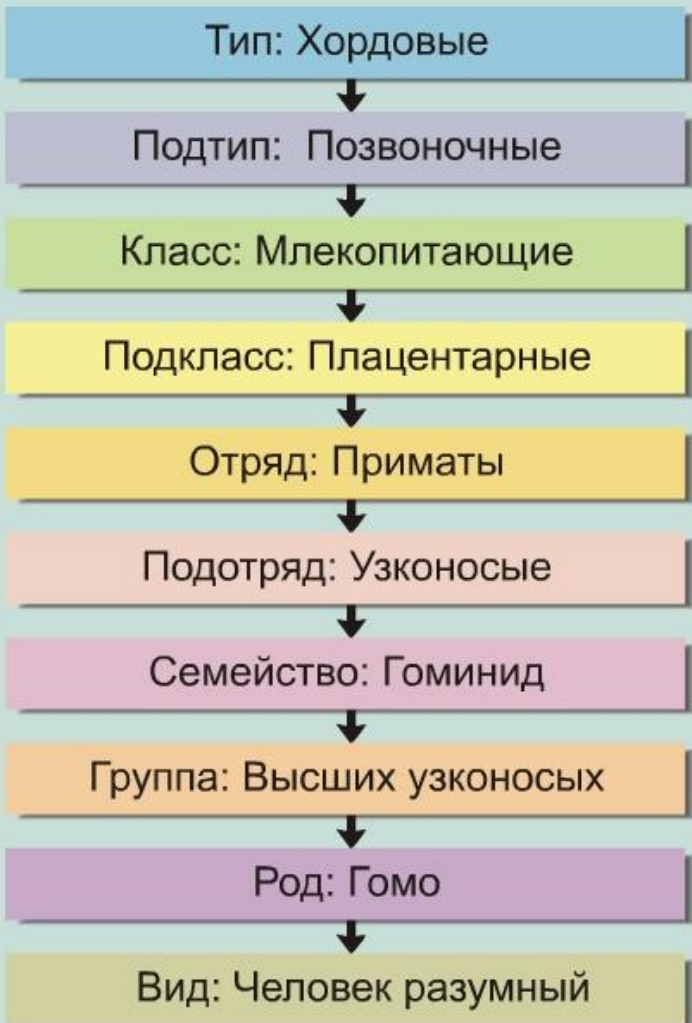 Тип: Хордовые
Подтип: Позвоночные
Класс: Млекопитающие
Подкласс: Плацентарные
Отряд: Приматы
Подотряд: Узконосые
Семейство: Гоминид
Группа: Высших узконосых
Род: Гомо
Вид: Человек разумный